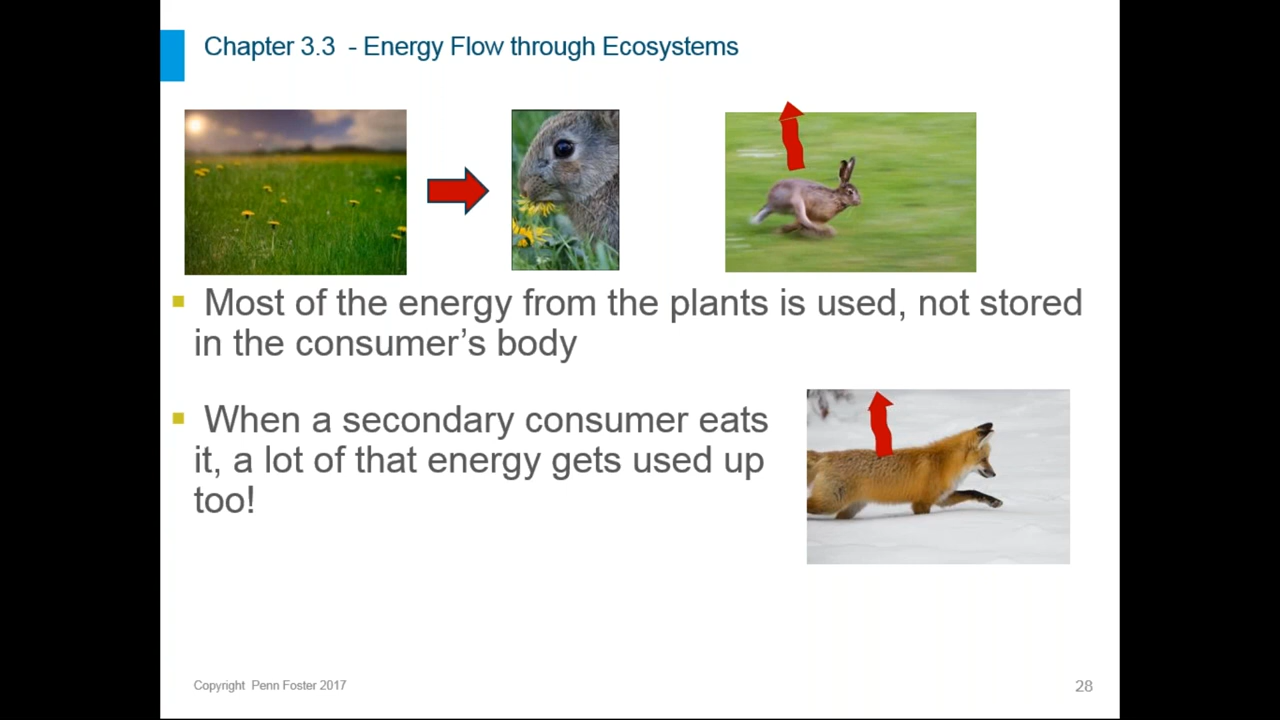 Chapter 3.3 - Energy Flow through Ecosystems
Most of the energy from the plants is used, not stored
in the consumer’s body
When a secondary consumer eats
it, a lot of that energy gets used up
too!
Copyright Penn Foster 2017
28